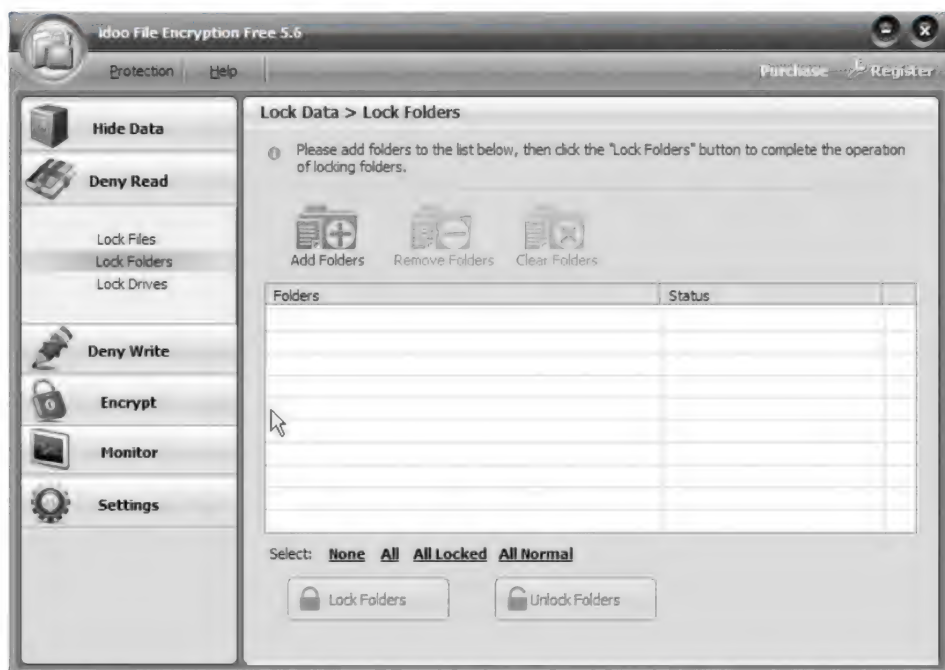 idoo File Encryption Free 5.6
Protection Help
Purchase Register
Hide Data
Deny Read
Lock Files
Lock Folders
Lock Drives
Deny Write
Encrypt
Monitor
Settings
Lock Data > Lock Folders
Please add folders to the list below, then click the "Lock Folders" button to complete the operation
of locking folders.
Add Folders Remove Folders Clear Folders
Folders Status
Select: None All All Locked All Normal
Lock Folders Unlock Folders